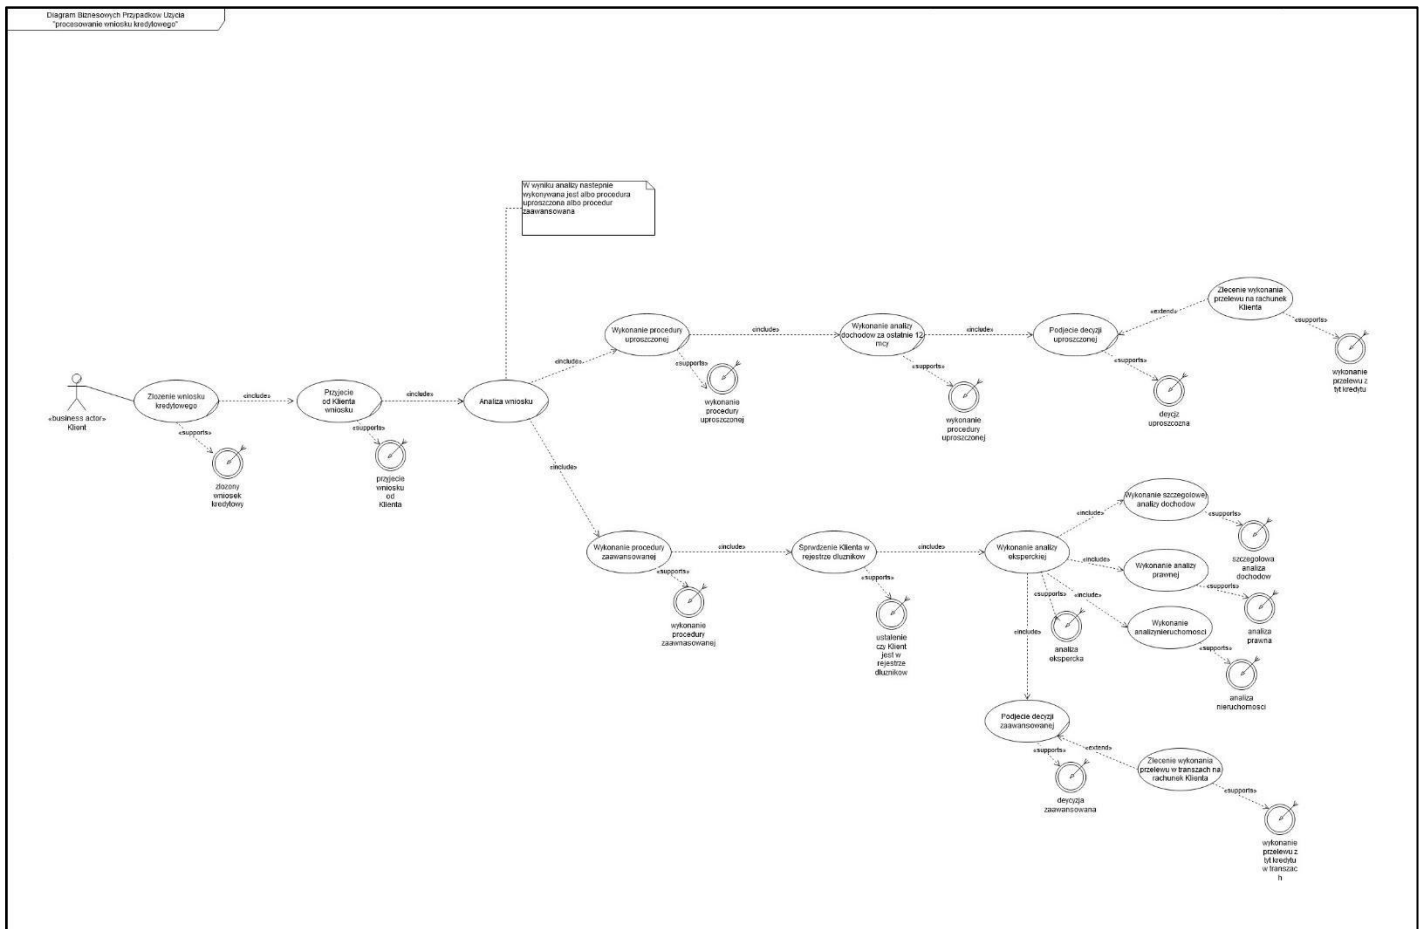 Diagram Biznesowych Przypadkow Uzycia
"procesowanie wniosku kredytowego"
W wyniku analizy nastepnie
wykonywana jest albo procedura
uproszczona albo procedur
zaawansowana
«business actor»
Klient
Zlozenie wniosku
kredytowego
«supports»
zlozony
wniosek
kredytowy
«include»
Przyjecie
od Klienta
wniosku
«supports»
przyjecie
wniosku
od
Klienta
«include»
Analiza wniosku
«include»
Wykonanie procedury
uproszczonej
«supports»
wykonanie
procedury
uproszczonej
«include»
Wykonanie analizy
dochodow za ostatnie 12
mcy
«supports»
wykonanie
procedury
uproszczonej
«include»
Podjecie decyzji
uproszczonej
«supports»
deycjz
uproszcozna
«extend»
Zlecenie wykonania
przelewu na rachunek
Klienta
«supports»
wykonanie
przelewu z
tyt kredytu
«include»
Wykonanie procedury
zaawansowanej
«supports»
wykonanie
procedury
zaawnasowanej
«include»
Sprwdzenie Klienta w
rejestrze dluznikow
«supports»
ustalenie
czy Klient
jest w
rejestrze
dluznikow
«include»
Wykonanie analizy
eksperckiej
«supports»
analiza
ekspercka
«include»
Wykonanie szczegolowej
analizy dochodow
«supports»
szczegolowa
analiza
dochodow
«include»
Wykonanie analizy
prawnej
«supports»
analiza
prawna
«include»
Wykonanie
analizynieruchomosci
«supports»
analiza
nieruchomosci
«include»
Podjecie decyzji
zaawansowanej
«supports»
deycyzja
zaawansowana
«extend»
Zlecenie wykonania
przelewu w transzach na
rachunek Klienta
«supports»
wykonanie
przelewu z
tyt kredytu
w transzac
h